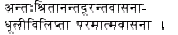 अन्तःश्रितानन्तदुरन्तवासना-
धूलीविलिप्ता परमात्मवासना ।